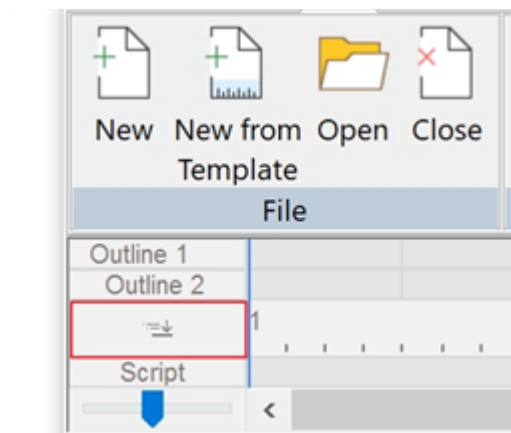 New New from Open Close
Template
File
Outline 1
Outline 2
1
Script